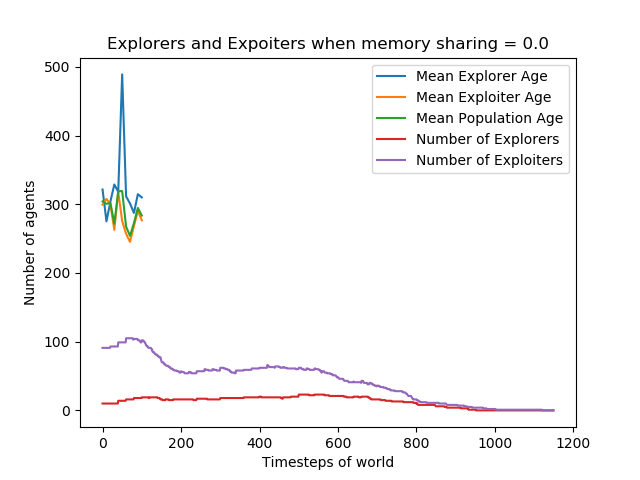 Explorers and Expoiters when memory sharing = 0.0
500
400
300
200
100
0
Number of agents
Mean Explorer Age
Mean Exploiter Age
Mean Population Age
Number of Explorers
Number of Exploiters
0 200 400 600 800 1000 1200
Timesteps of world